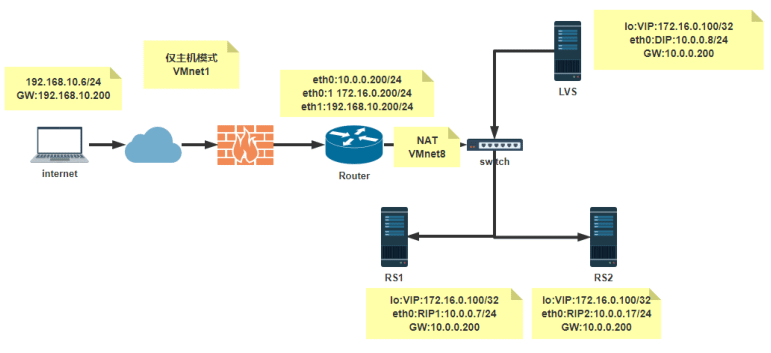 192.168.10.6/24
GW:192.168.10.200
internet
仅主机模式
VMnet1
eth0:10.0.0.200/24
eth0:1 172.16.0.200/24
eth1:192.168.10.200/24
Router
NAT
VMnet8
switch
lo:VIP:172.16.0.100/32
eth0:DIP:10.0.0.8/24
GW:10.0.0.200
LVS
RS1
lo:VIP:172.16.0.100/32
eth0:RIP1:10.0.0.7/24
GW:10.0.0.200
RS2
lo:VIP:172.16.0.100/32
eth0:RIP2:10.0.0.17/24
GW:10.0.0.200